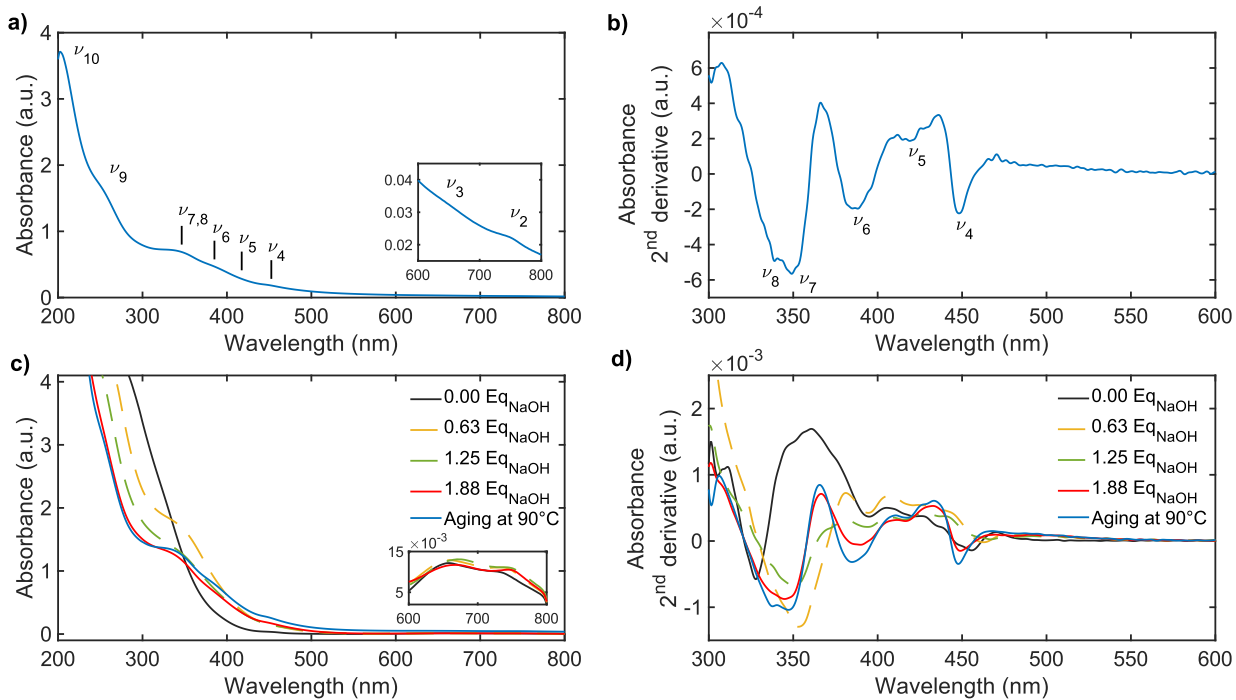 a)
Absorbance (a.u.)
4
3
2
1
0
ν10
ν9
ν7,8
ν6
ν5
ν4
0.04
0.03
0.02
ν3
ν2
600 700 800
200 300 400 500 600 700 800
Wavelength (nm)
b)
×10-4
Absorbance
2nd derivative (a.u.)
6
4
2
0
-2
-4
-6
ν8
ν7
ν6
ν5
ν4
300 350 400 450 500 550 600
Wavelength (nm)
c)
Absorbance (a.u.)
4
3
2
1
0
0.00 EqNaOH
0.63 EqNaOH
1.25 EqNaOH
1.88 EqNaOH
Aging at 90°C
×10-3
15
10
5
600 700 800
200 300 400 500 600 700 800
Wavelength (nm)
d)
×10-3
Absorbance
2nd derivative (a.u.)
2
1
0
-1
0.00 EqNaOH
0.63 EqNaOH
1.25 EqNaOH
1.88 EqNaOH
Aging at 90°C
300 350 400 450 500 550 600
Wavelength (nm)